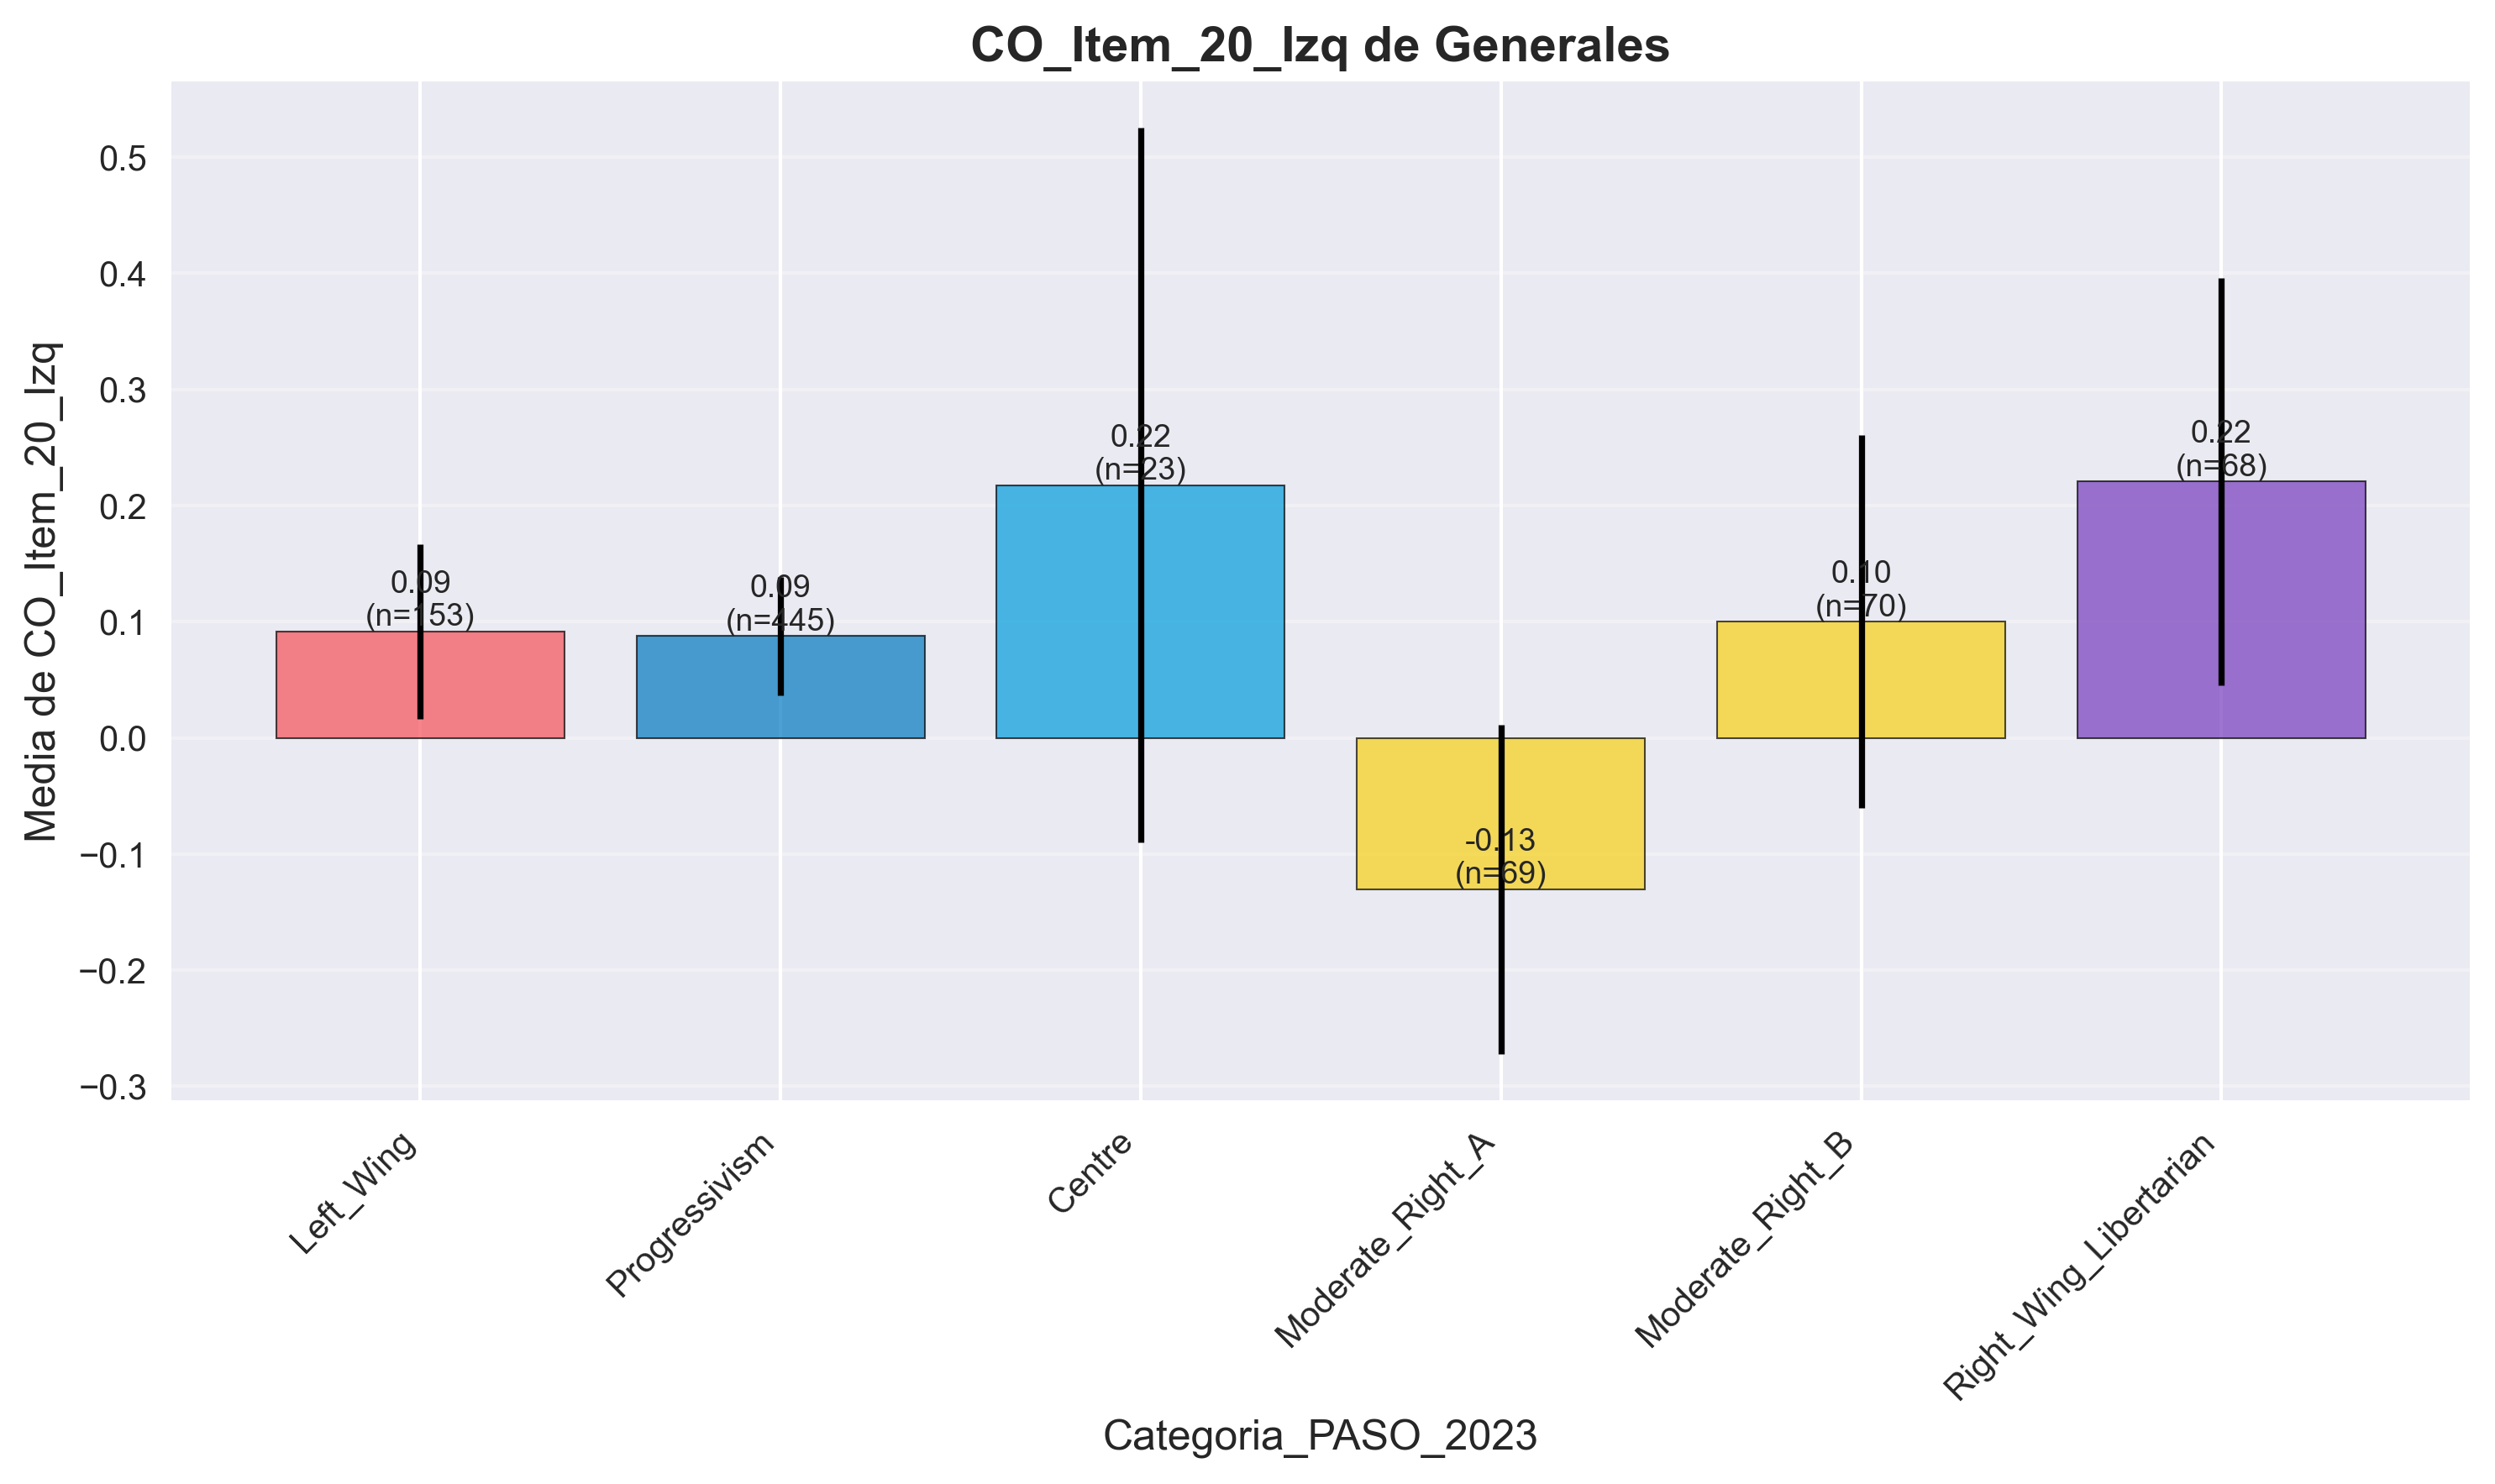 CO_Item_20_Izq de Generales
Media de CO_Item_20_Izq
0.5
0.4
0.3
0.2
0.1
0.0
−0.1
−0.2
−0.3
0.09
(n=153)
0.09
(n=445)
0.22
(n=23)
-0.13
(n=69)
0.10
(n=70)
0.22
(n=68)
Left_Wing
Progressivism
Centre
Moderate_Right_A
Moderate_Right_B
Right_Wing_Libertarian
Categoria_PASO_2023